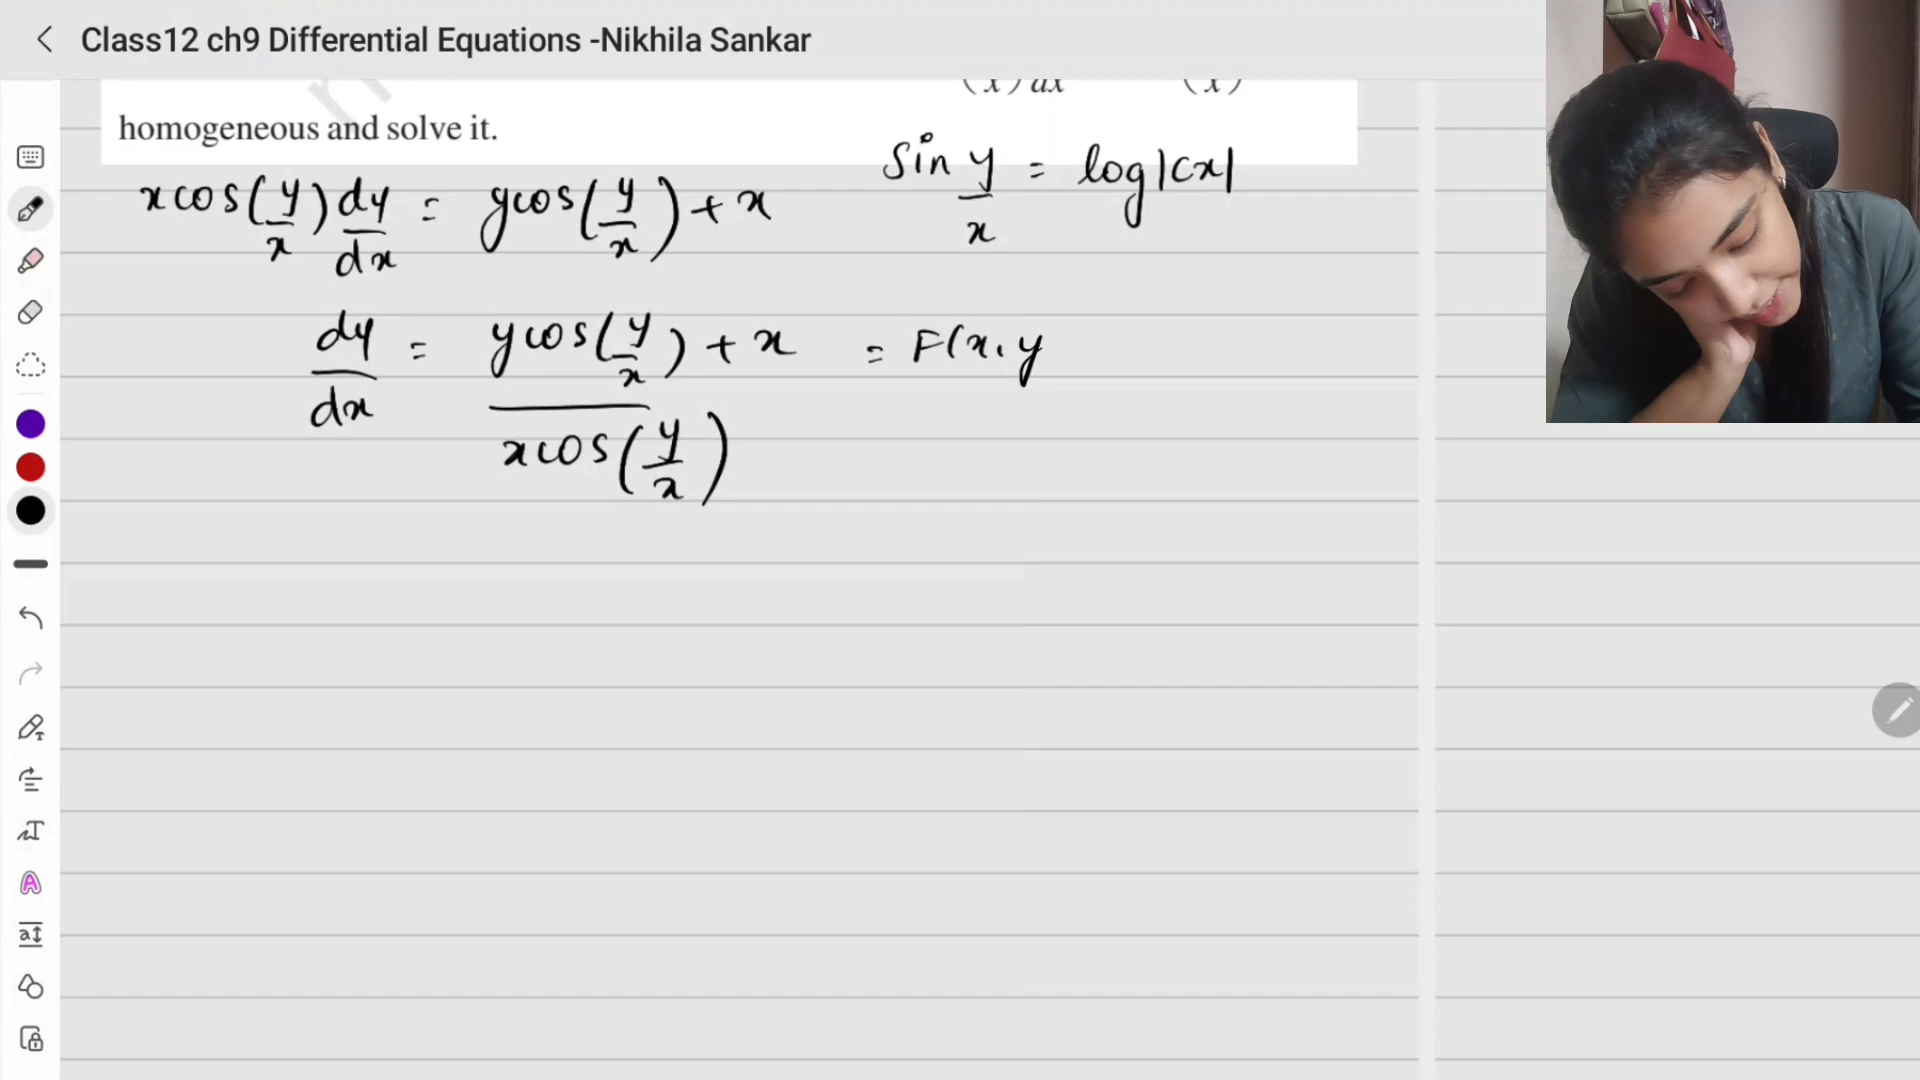 Class12 ch9 Differential Equations -Nikhila Sankar
(x) dx (x)
homogeneous and solve it.
x cos(y/x) dy/dx = y cos(y/x) + x
sin y/x = log|cx|
dy/dx = y cos(y/x) + x / x cos(y/x) = F(x, y